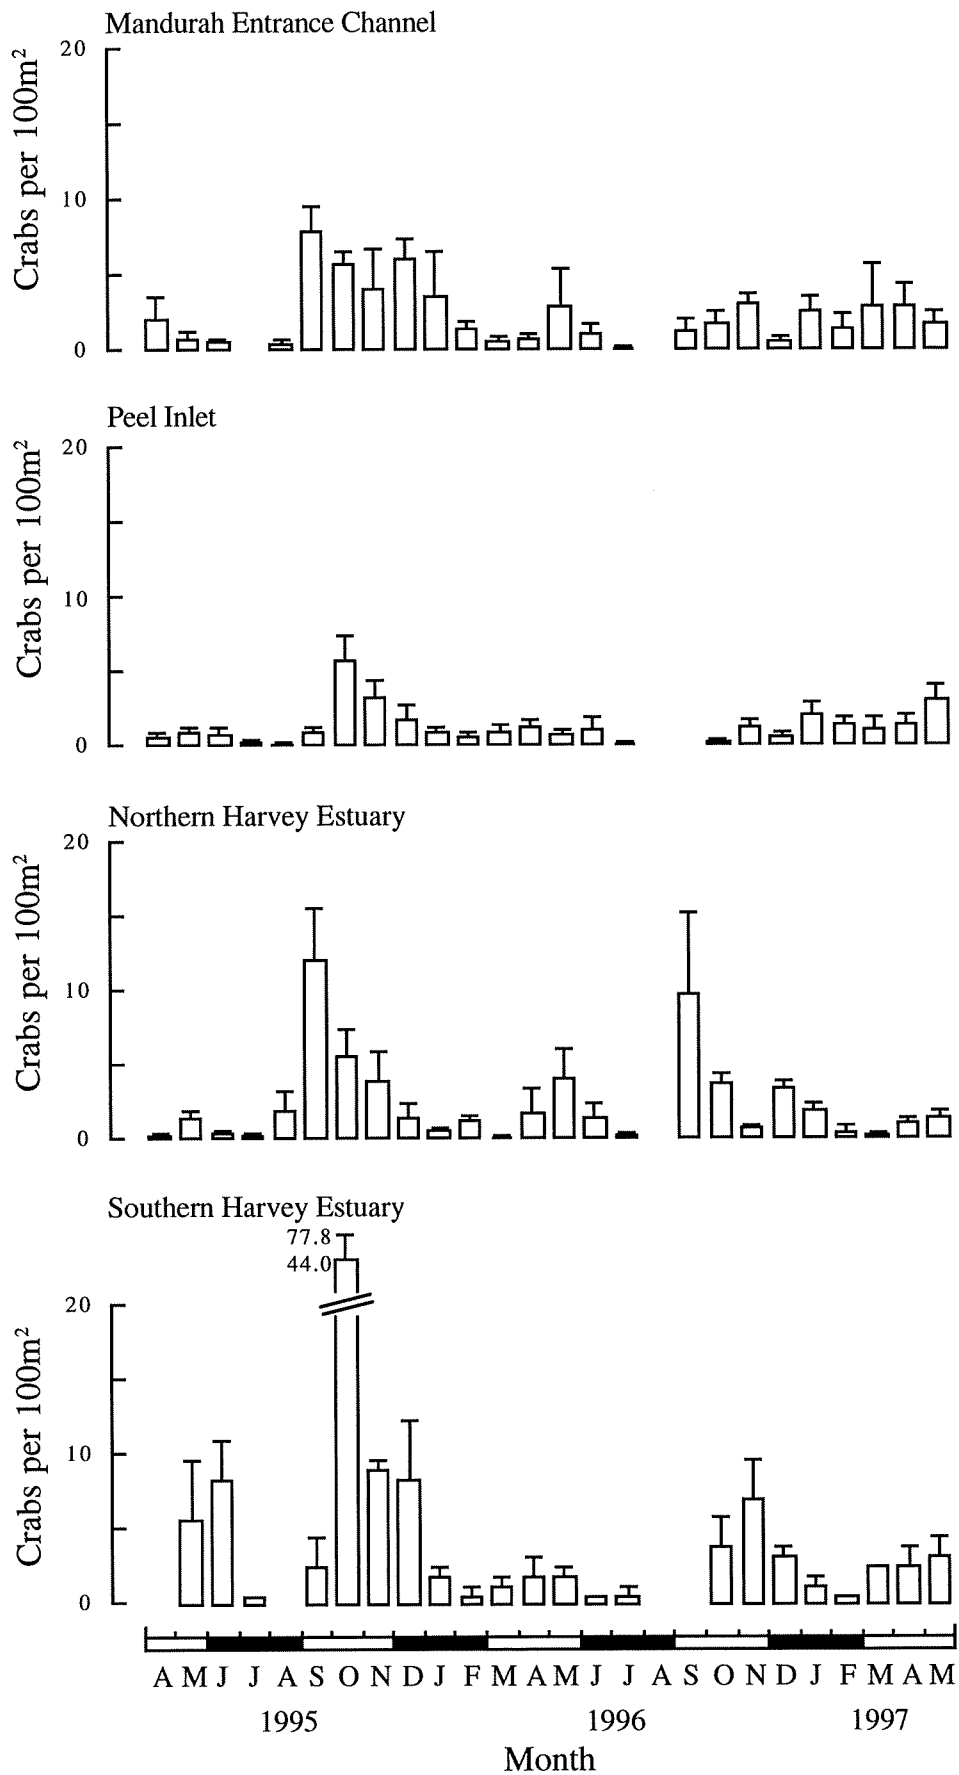 Mandurah Entrance Channel
20
10
0
Crabs per 100m²
Peel Inlet
20
10
0
Crabs per 100m²
Northern Harvey Estuary
20
10
0
Crabs per 100m²
Southern Harvey Estuary
77.8
44.0
20
10
0
Crabs per 100m²
A M J J A S O N D J F M A M J J A S O N D J F M A M
1995 1996 1997
Month